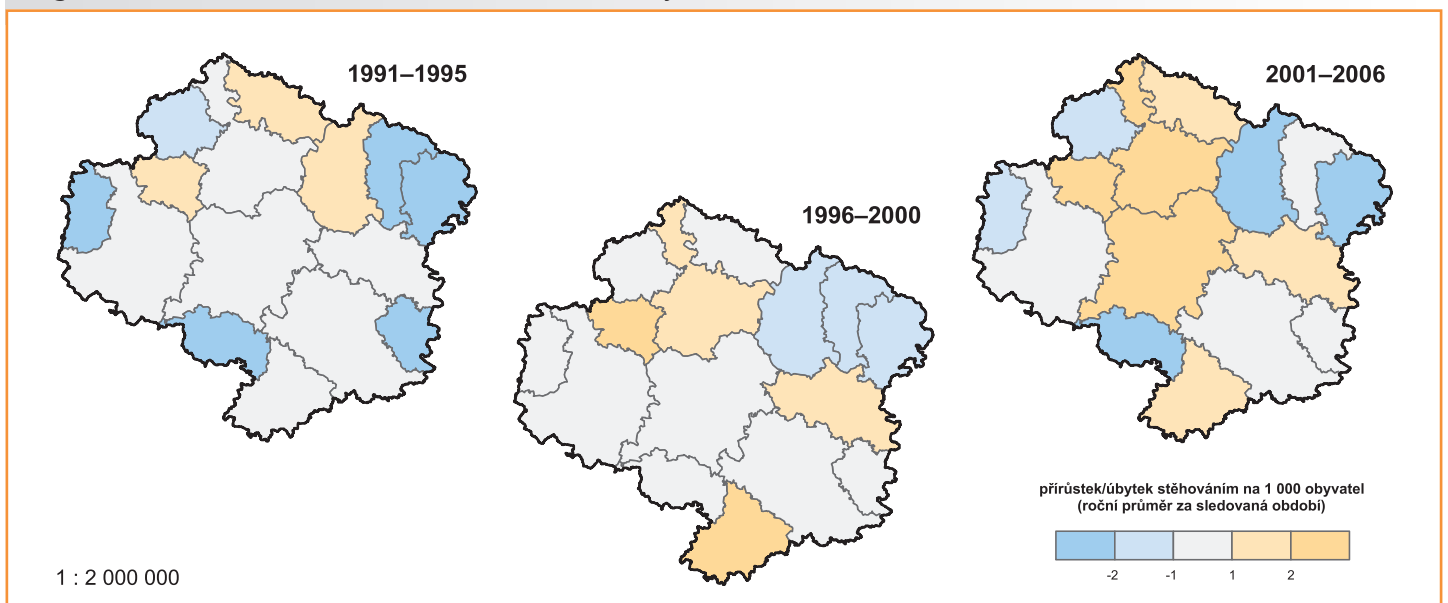 1991–1995
2001–2006
1996–2000
přírůstek/úbytek stěhováním na 1 000 obyvatel
(roční průměr za sledovaná období)
-2 -1 1 2
1 : 2 000 000